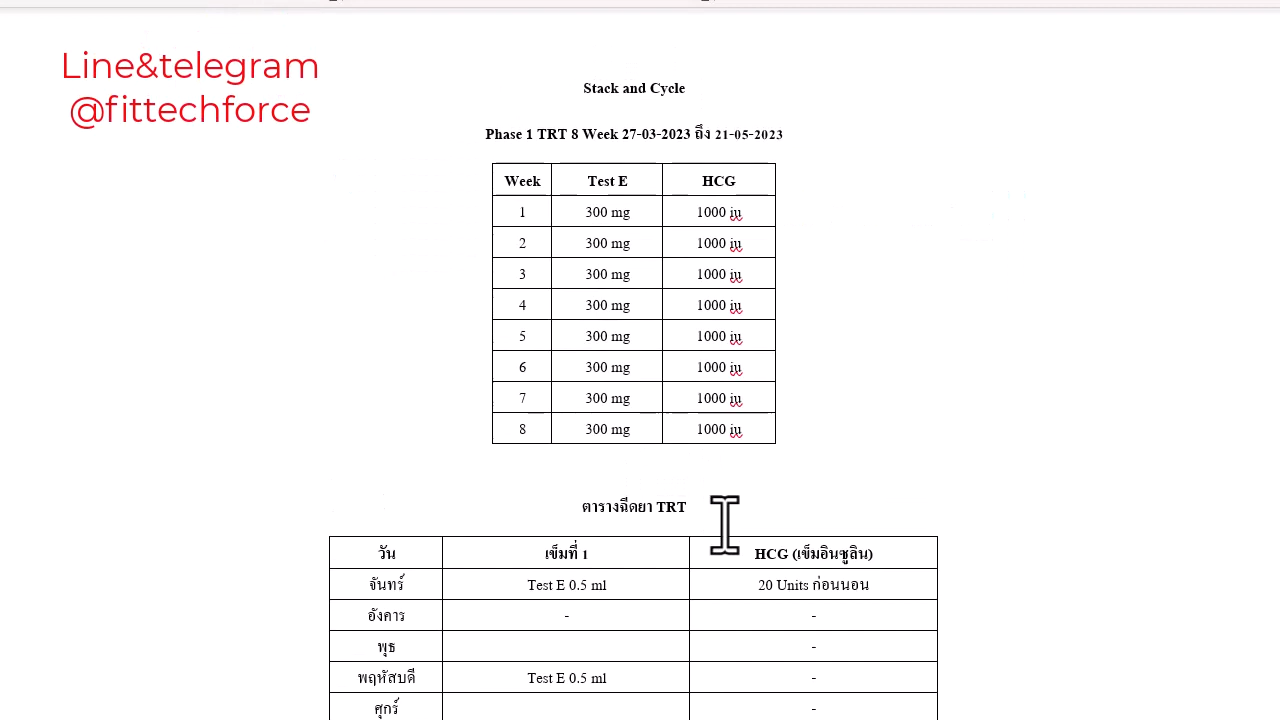 Line&telegram
@fittechforce
Stack and Cycle
Phase 1 TRT 8 Week 27-03-2023 ถึง 21-05-2023
Week Test E HCG
1 300 mg 1000 iu
2 300 mg 1000 iu
3 300 mg 1000 iu
4 300 mg 1000 iu
5 300 mg 1000 iu
6 300 mg 1000 iu
7 300 mg 1000 iu
8 300 mg 1000 iu
ตารางฉีดยา TRT
วัน เข็มที่ 1 HCG (เข็มอินซูลิน)
จันทร์ Test E 0.5 ml 20 Units ก่อนนอน
อังคาร - -
พุธ -
พฤหัสบดี Test E 0.5 ml -
ศุกร์ -